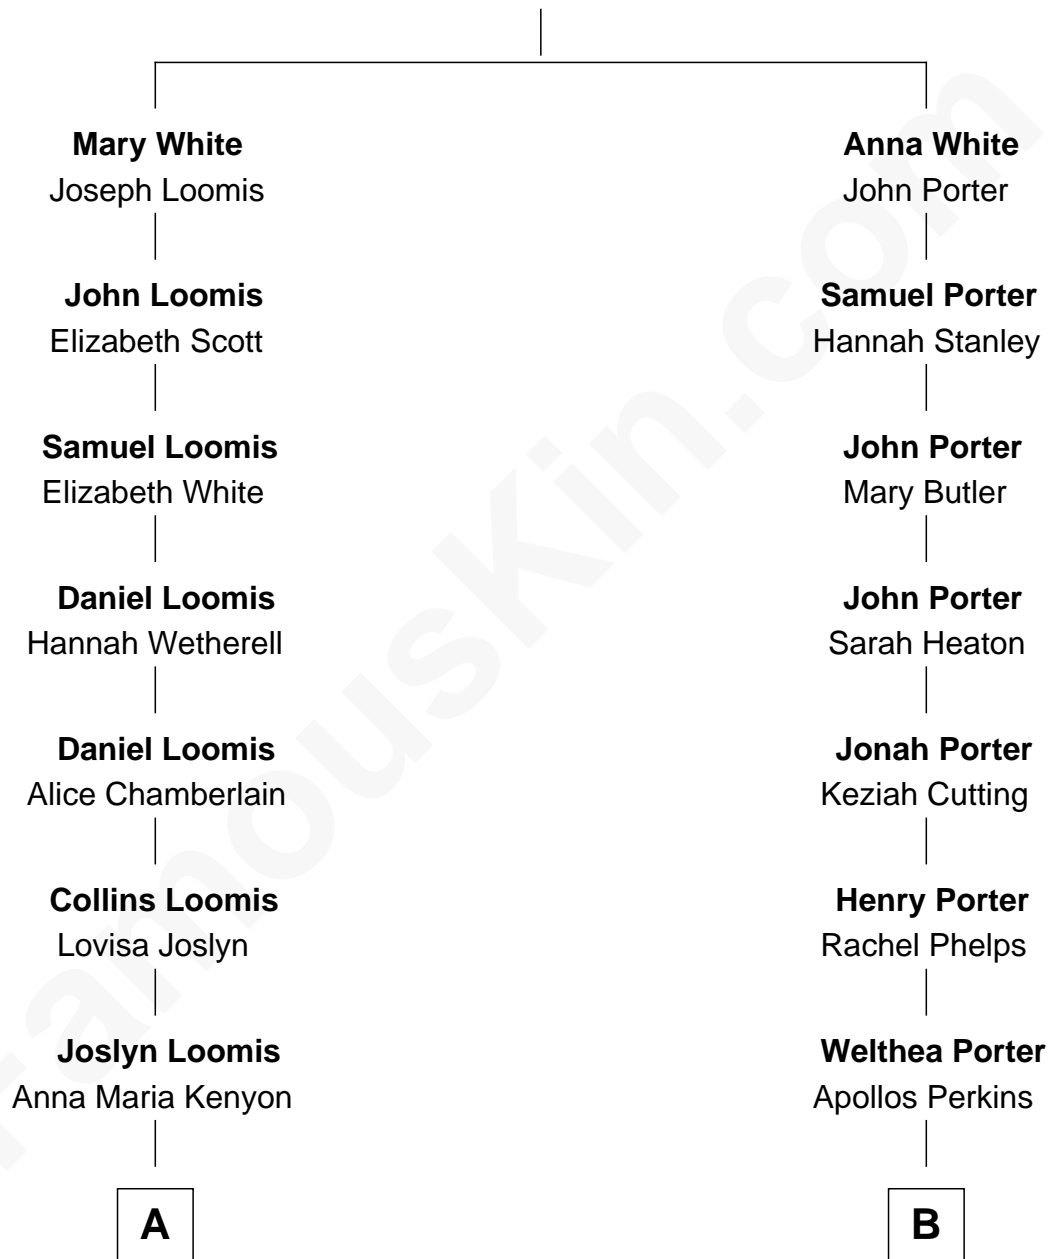 Mary White
Joseph Loomis
John Loomis
Elizabeth Scott
Samuel Loomis
Elizabeth White
Daniel Loomis
Hannah Wetherell
Daniel Loomis
Alice Chamberlain
Collins Loomis
Lovisa Joslyn
Joslyn Loomis
Anna Maria Kenyon
A
Anna White
John Porter
Samuel Porter
Hannah Stanley
John Porter
Mary Butler
John Porter
Sarah Heaton
Jonah Porter
Keziah Cutting
Henry Porter
Rachel Phelps
Welthea Porter
Apollos Perkins
B
FamousKin.com